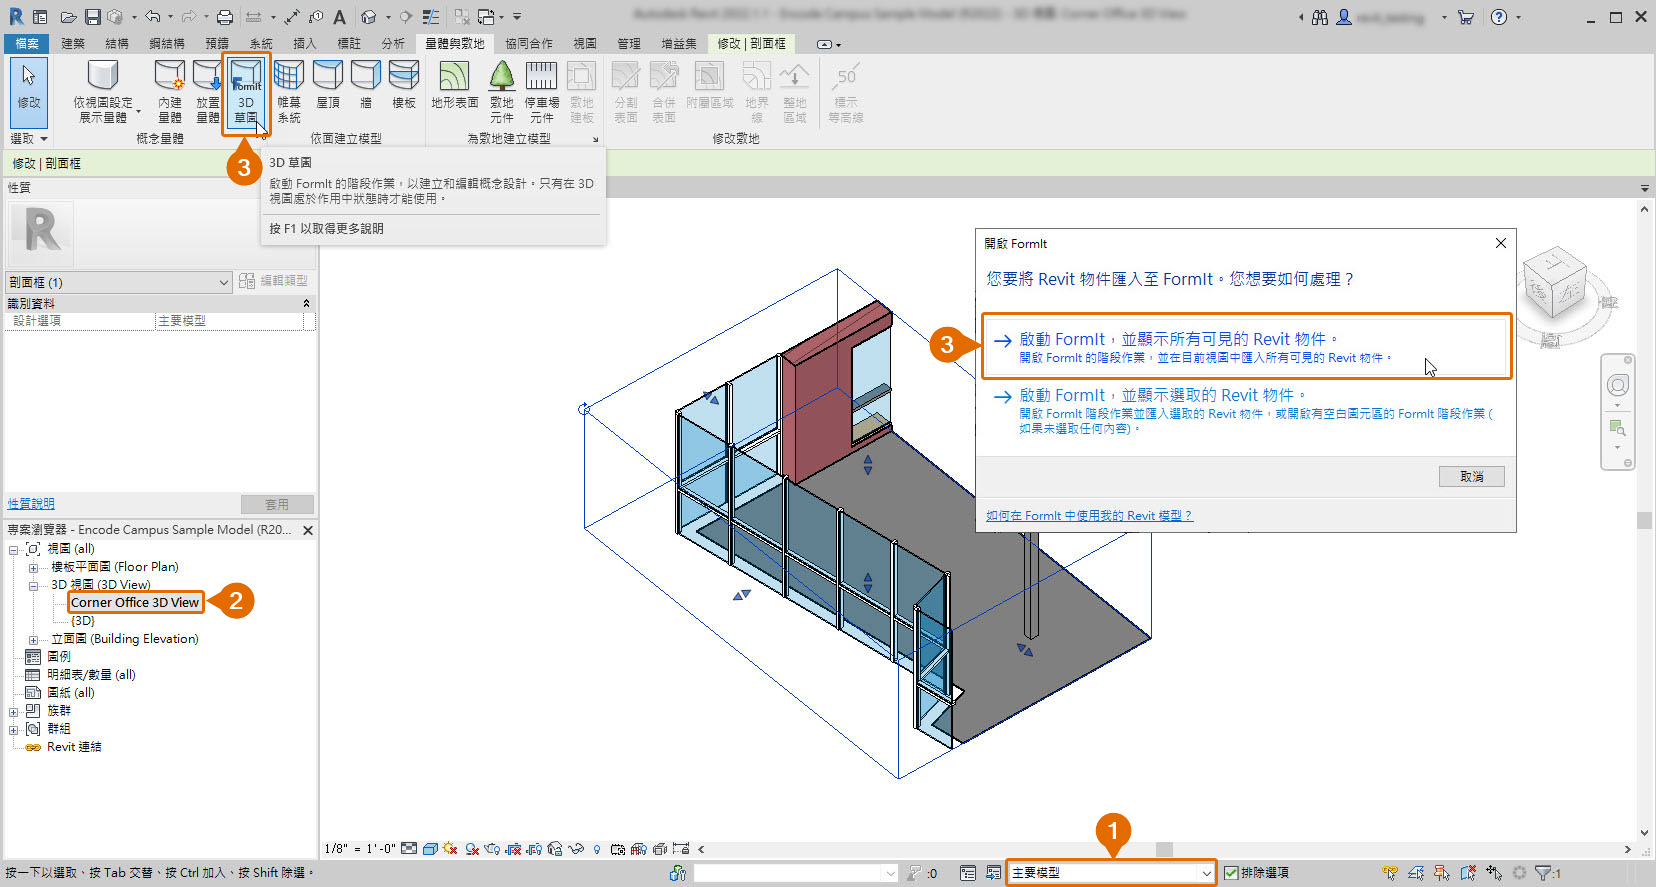 Autodesk Revit 2022.1.1 - Encode Campus Sample Model (R2022) - 3D 視圖: Corner Office 3D View
revit_testing
檔案 建築 結構 鋼結構 預鑄 系統 插入 標註 分析 量體與敷地 協同合作 視圖 管理 增益集 修改 | 剖面框
修改
依視圖設定
展示量體
內建
量體
放置
量體
FormIt
3D
草圖
帷幕
系統
屋頂
牆
樓板
地形表面
敷地
元件
停車場
元件
敷地
建板
分割
表面
合併
表面
附屬區域
地界
線
整地
區域
50
標示
等高線
選取
概念量體
依面建立模型
為敷地建立模型
修改敷地
3
修改 | 剖面框
3D 草圖
啟動 FormIt 的階段作業，以建立和編輯概念設計。只有在 3D
視圖處於作用中狀態時才能使用。
按 F1 以取得更多說明
性質
R
剖面框 (1)
編輯類型
識別資料
設計選項
主要模型
性質說明
套用
專案瀏覽器 - Encode Campus Sample Model (R20...
視圖 (all)
樓板平面圖 (Floor Plan)
3D 視圖 (3D View)
Corner Office 3D View
2
{3D}
立面圖 (Building Elevation)
圖例
明細表/數量 (all)
圖紙 (all)
族群
群組
Revit 連結
開啟 FormIt
您要將 Revit 物件匯入至 FormIt。您想要如何處理？
3
啟動 FormIt，並顯示所有可見的 Revit 物件。
開啟 FormIt 的階段作業，並在目前視圖中匯入所有可見的 Revit 物件。
啟動 FormIt，並顯示選取的 Revit 物件。
開啟 FormIt 階段作業並匯入選取的 Revit 物件，或開啟有空白圖元區的 FormIt 階段作業 (
如果未選取任何內容)。
取消
如何在 FormIt 中使用我的 Revit 模型？
1
1/8" = 1'-0"
按一下以選取、按 Tab 交替、按 Ctrl 加入、按 Shift 除選。
:0
主要模型
排除選項
:1